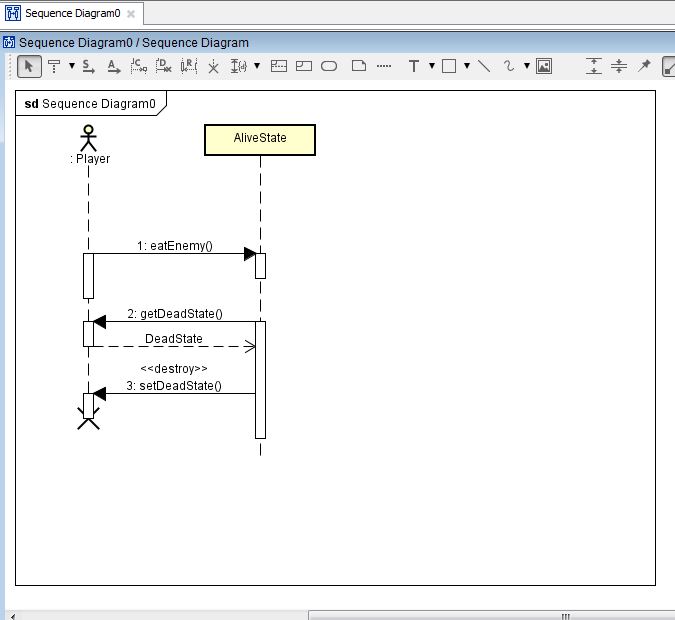 Sequence Diagram0
Sequence Diagram0 / Sequence Diagram
sd Sequence Diagram0
: Player
AliveState
1: eatEnemy()
2: getDeadState()
DeadState
<<destroy>>
3: setDeadState()